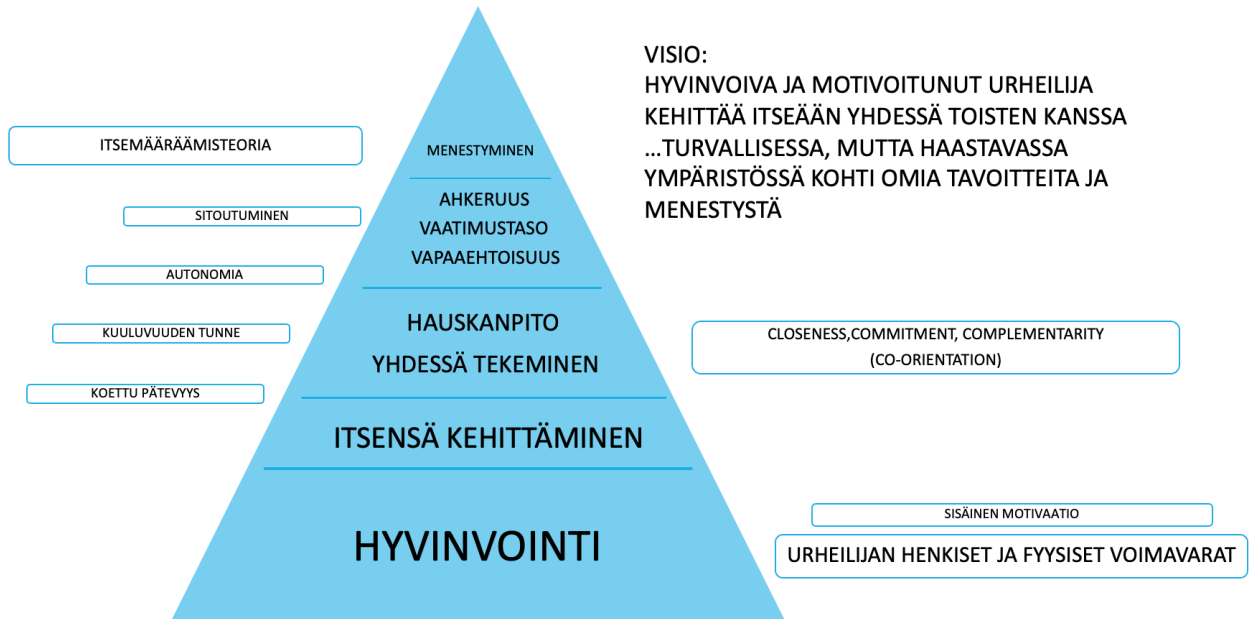 VISIO:
HYVINVOIVA JA MOTIVOITUNUT URHEILIJA
KEHITTÄÄ ITSEÄÄN YHDESSÄ TOISTEN KANSSA
...TURVALLISESSA, MUTTA HAASTAVASSA
YMPÄRISTÖSSÄ KOHTI OMIA TAVOITTEITA JA
MENESTYSTÄ
ITSEMÄÄRÄÄMISTEORIA
SITOUTUMINEN
AUTONOMIA
KUULUVUUDEN TUNNE
KOETTU PÄTEVYYS
MENESTYMINEN
AHKERUUS
VAATIMUSTASO
VAPAAEHTOISUUS
HAUSKANPITO
YHDESSÄ TEKEMINEN
ITSENSÄ KEHITTÄMINEN
HYVINVOINTI
CLOSENESS,COMMITMENT, COMPLEMENTARITY
(CO-ORIENTATION)
SISÄINEN MOTIVAATIO
URHEILIJAN HENKISET JA FYYSISET VOIMAVARAT